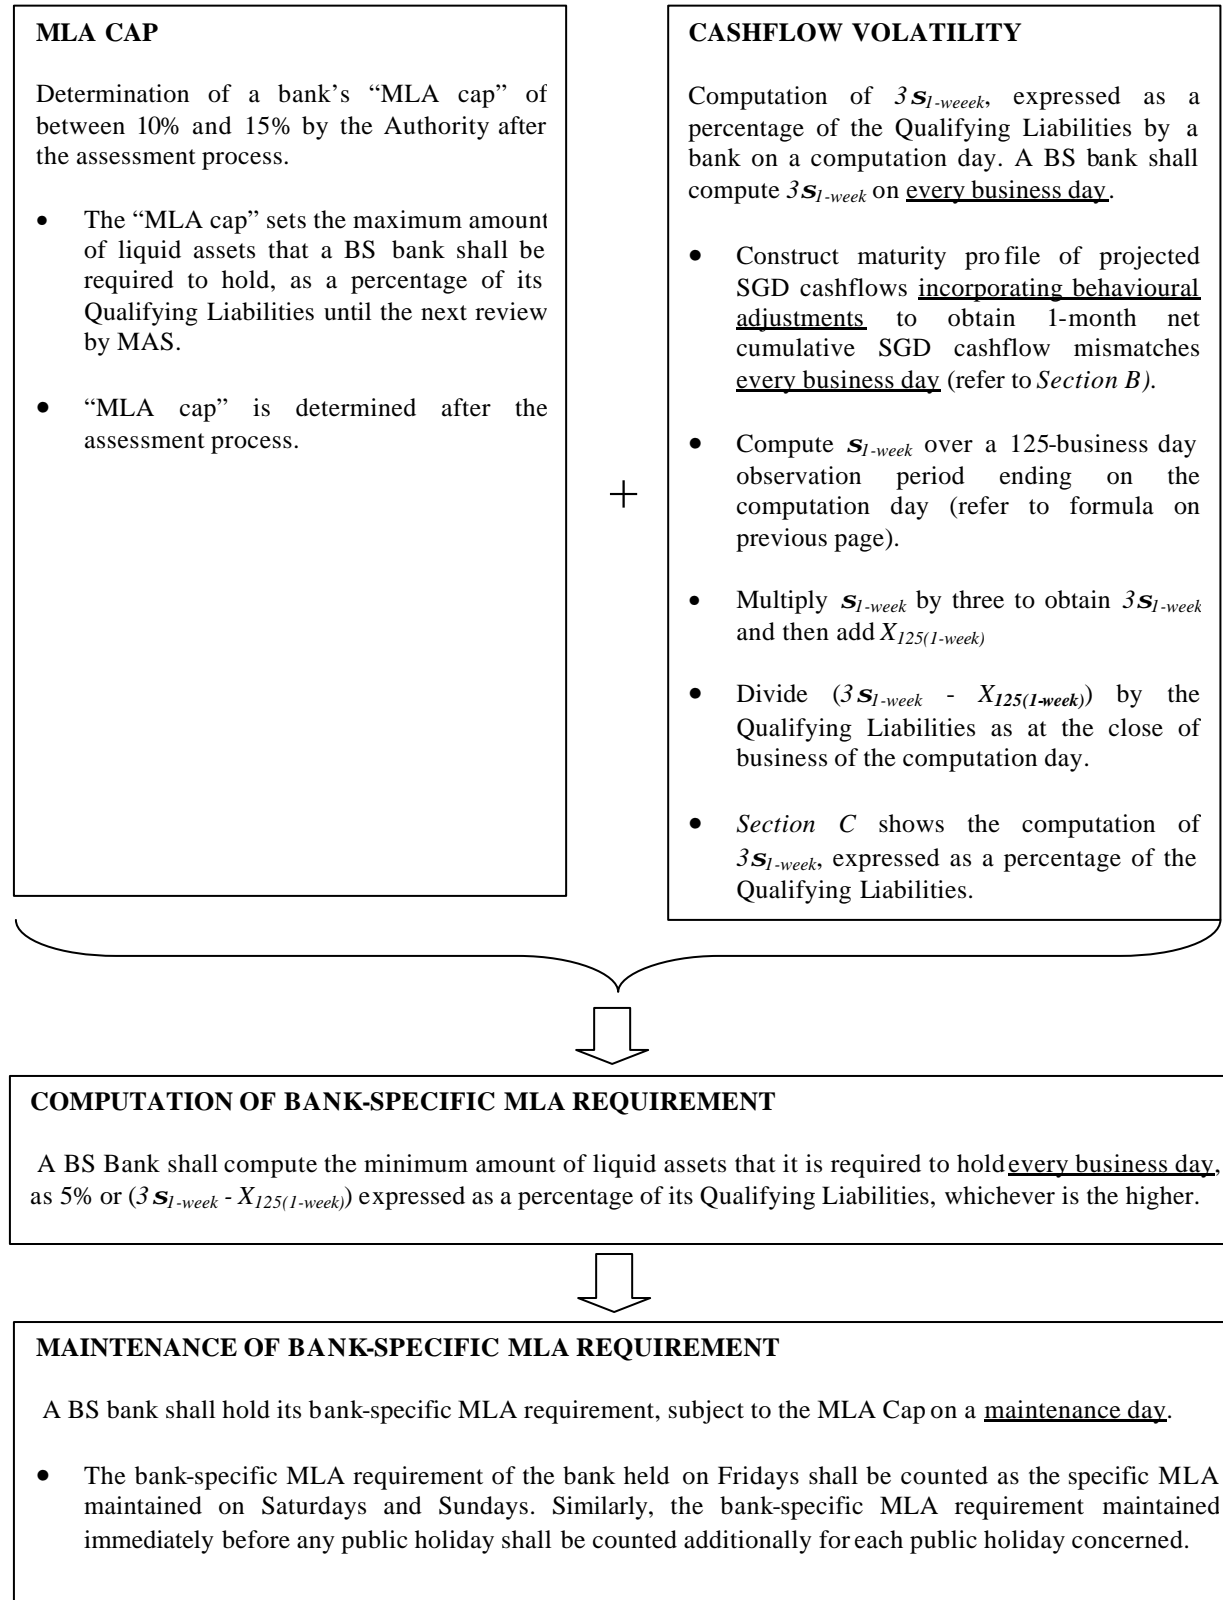 MLA CAP
Determination of a bank's “MLA cap” of
between 10% and 15% by the Authority after
the assessment process.
• The “MLA cap” sets the maximum amount
of liquid assets that a BS bank shall be
required to hold, as a percentage of its
Qualifying Liabilities until the next review
by MAS.
• “MLA cap” is determined after the
assessment process.
+
CASHFLOW VOLATILITY
Computation of 3s1-weeek, expressed as a
percentage of the Qualifying Liabilities by a
bank on a computation day. A BS bank shall
compute 3s1-week on every business day.
• Construct maturity profile of projected
SGD cashflows incorporating behavioural
adjustments to obtain 1-month net
cumulative SGD cashflow mismatches
every business day (refer to Section B).
• Compute s1-week over a 125-business day
observation period ending on the
computation day (refer to formula on
previous page).
• Multiply s1-week by three to obtain 3s1-week
and then add X125(1-week)
• Divide (3s1-week - X125(1-week)) by the
Qualifying Liabilities as at the close of
business of the computation day.
• Section C shows the computation of
3s1-week, expressed as a percentage of the
Qualifying Liabilities.
COMPUTATION OF BANK-SPECIFIC MLA REQUIREMENT
A BS Bank shall compute the minimum amount of liquid assets that it is required to hold every business day,
as 5% or (3s1-week - X125(1-week)) expressed as a percentage of its Qualifying Liabilities, whichever is the higher.
MAINTENANCE OF BANK-SPECIFIC MLA REQUIREMENT
A BS bank shall hold its bank-specific MLA requirement, subject to the MLA Cap on a maintenance day.
• The bank-specific MLA requirement of the bank held on Fridays shall be counted as the specific MLA
maintained on Saturdays and Sundays. Similarly, the bank-specific MLA requirement maintained
immediately before any public holiday shall be counted additionally for each public holiday concerned.